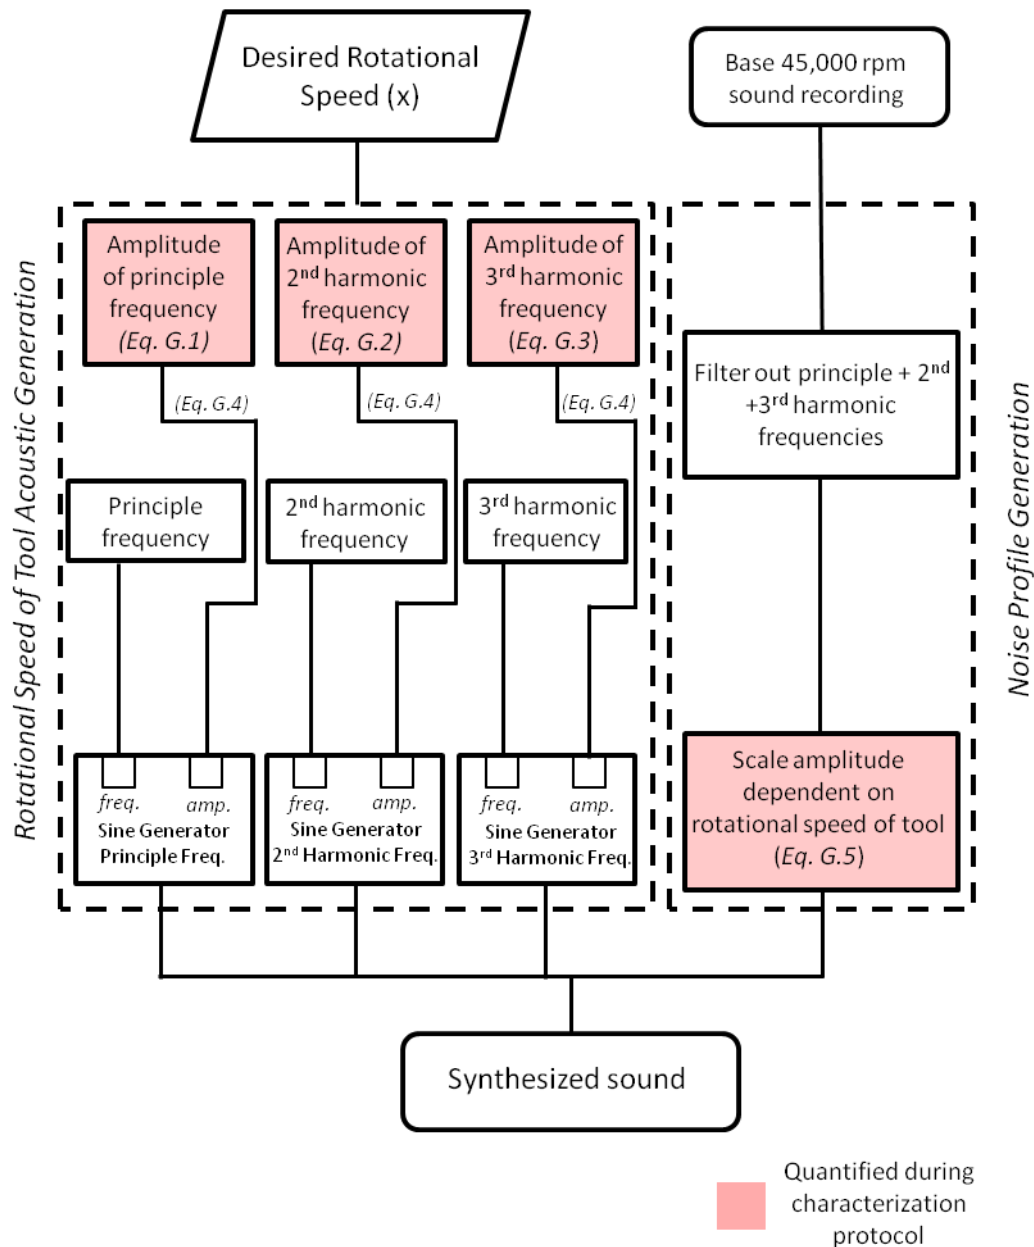 Desired Rotational
Speed (x)
Base 45,000 rpm
sound recording
Rotational Speed of Tool Acoustic Generation
Amplitude
of principle
frequency
(Eq. G.1)
Amplitude of
2nd harmonic
frequency
(Eq. G.2)
Amplitude of
3rd harmonic
frequency
(Eq. G.3)
(Eq. G.4)
(Eq. G.4)
(Eq. G.4)
Principle
frequency
2nd harmonic
frequency
3rd harmonic
frequency
freq.
amp.
Sine Generator
Principle Freq.
freq.
amp.
Sine Generator
2nd Harmonic Freq.
freq.
amp.
Sine Generator
3rd Harmonic Freq.
Filter out principle + 2nd
+3rd harmonic
frequencies
Scale amplitude
dependent on
rotational speed of tool
(Eq. G.5)
Noise Profile Generation
Synthesized sound
Quantified during
characterization
protocol